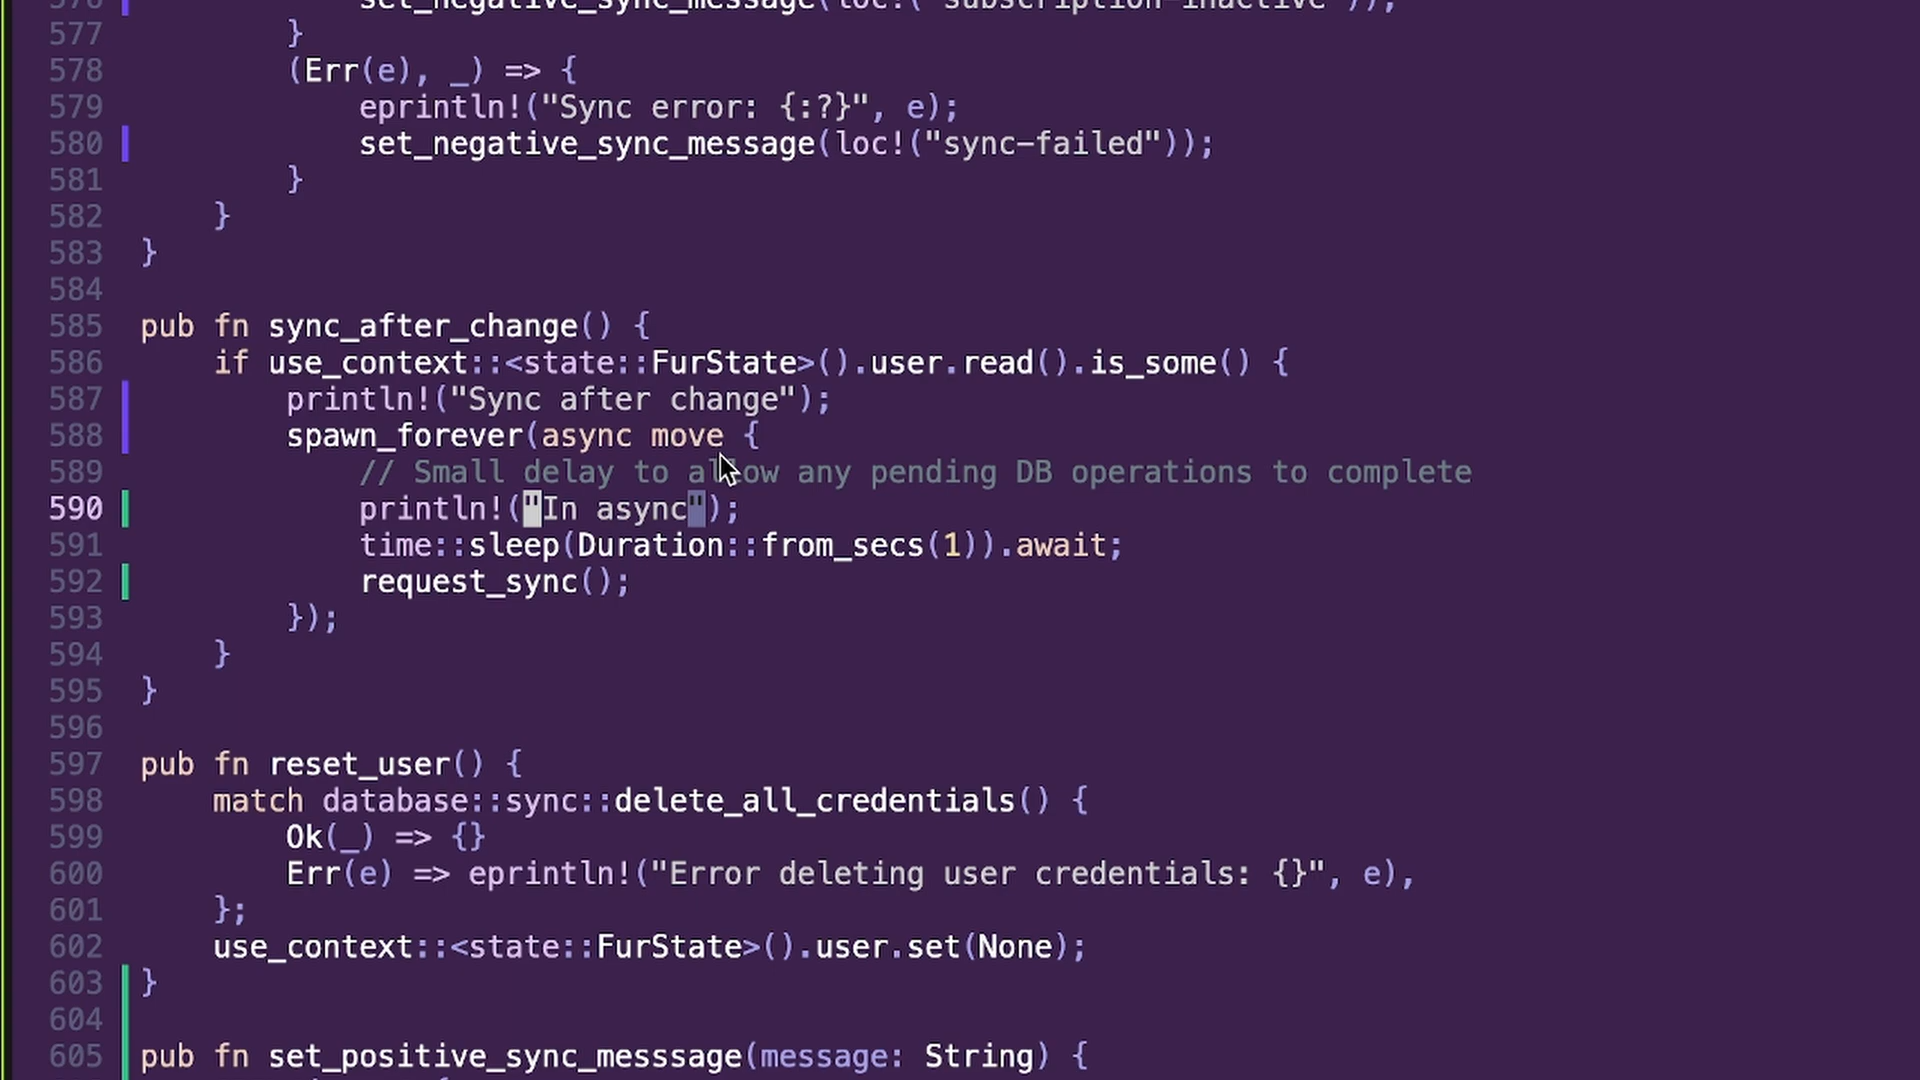 576 set_negative_sync_message(loc!("subscription-inactive"));
577 }
578 (Err(e), _) => {
579 eprintln!("Sync error: {:?}", e);
580 set_negative_sync_message(loc!("sync-failed"));
581 }
582 }
583 }
584
585 pub fn sync_after_change() {
586 if use_context::<state::FurState>().user.read().is_some() {
587 println!("Sync after change");
588 spawn_forever(async move {
589 // Small delay to allow any pending DB operations to complete
590 println!("In async");
591 time::sleep(Duration::from_secs(1)).await;
592 request_sync();
593 });
594 }
595 }
596
597 pub fn reset_user() {
598 match database::sync::delete_all_credentials() {
599 Ok(_) => {}
600 Err(e) => eprintln!("Error deleting user credentials: {}", e),
601 };
602 use_context::<state::FurState>().user.set(None);
603 }
604
605 pub fn set_positive_sync_messsage(message: String) {